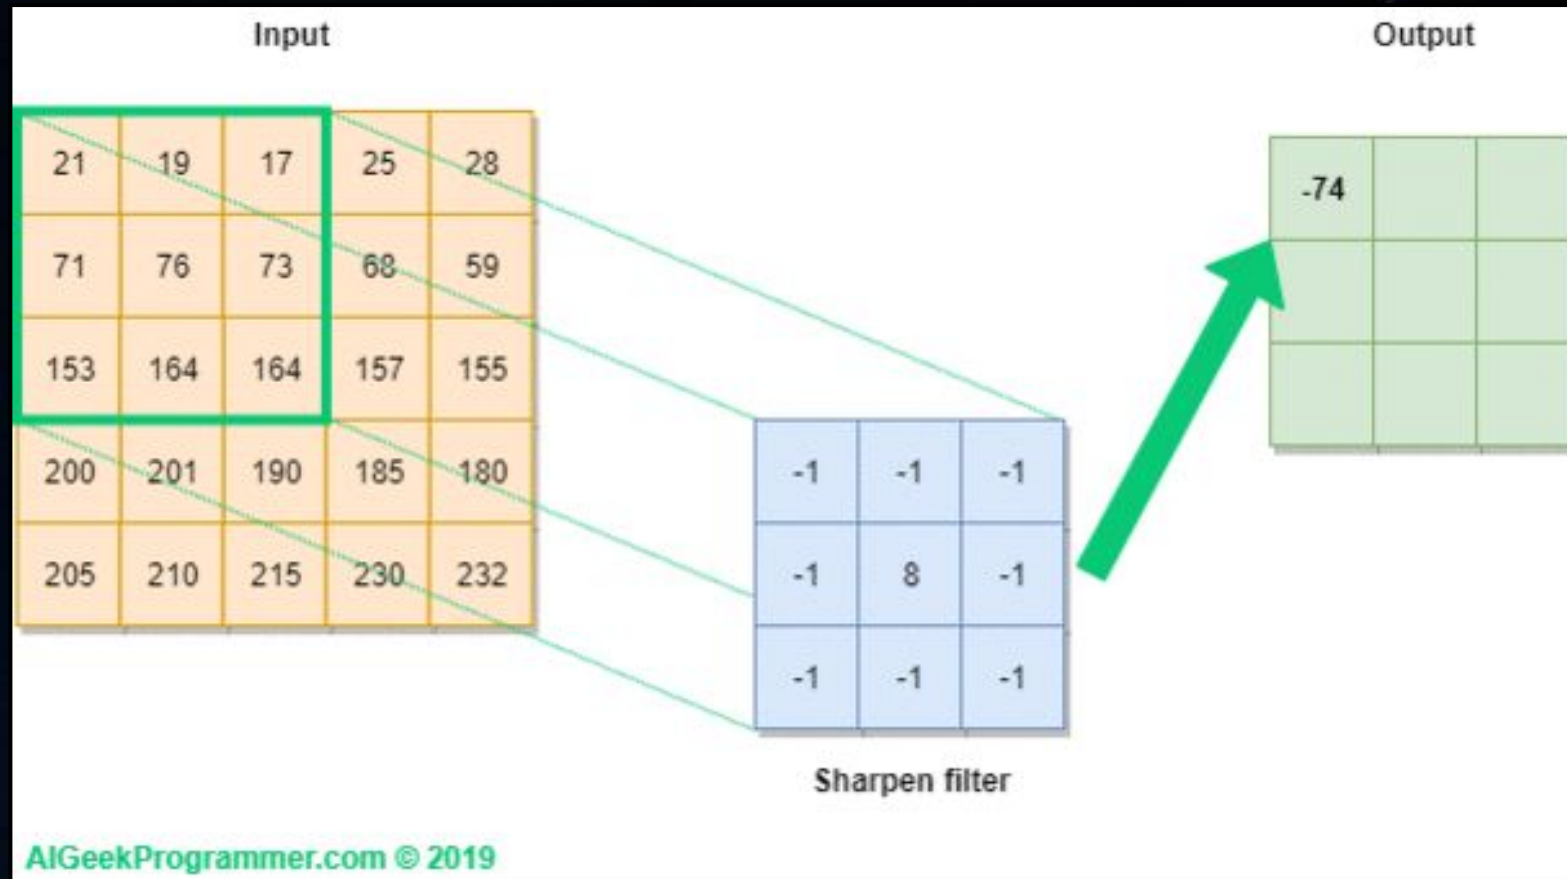 Input
Output
21 19 17 25 28
71 76 73 68 59
153 164 164 157 155
200 201 190 185 180
205 210 215 230 232
-74
-1 -1 -1
-1 8 -1
-1 -1 -1
Sharpen filter
AIGeekProgrammer.com © 2019